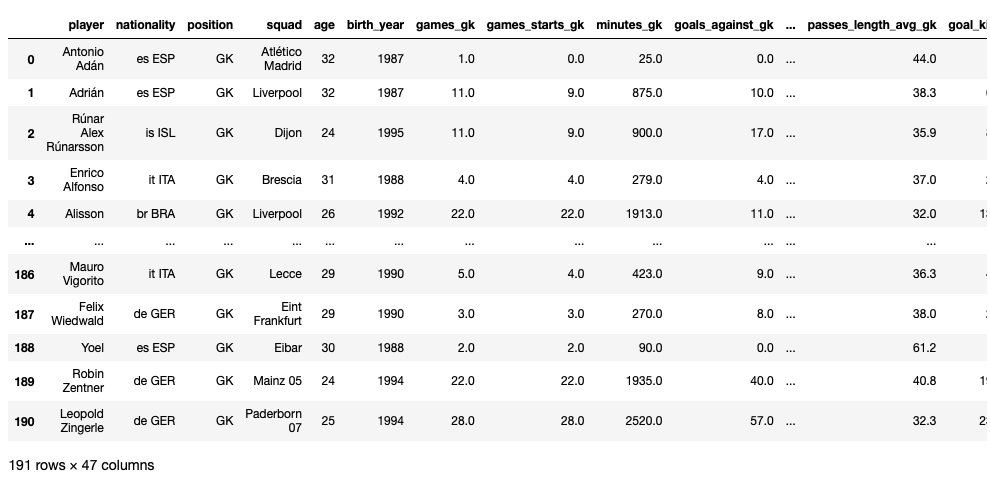 player nationality position squad age birth_year games_gk games_starts_gk minutes_gk goals_against_gk ... passes_length_avg_gk
0 Antonio Adán es ESP GK Atlético Madrid 32 1987 1.0 0.0 25.0 0.0 ... 44.0
1 Adrián es ESP GK Liverpool 32 1987 11.0 9.0 875.0 10.0 ... 38.3
2 Rúnar Alex Rúnarsson is ISL GK Dijon 24 1995 11.0 9.0 900.0 17.0 ... 35.9
3 Enrico Alfonso it ITA GK Brescia 31 1988 4.0 4.0 279.0 4.0 ... 37.0
4 Alisson br BRA GK Liverpool 26 1992 22.0 22.0 1913.0 11.0 ... 32.0
... ... ... ... ... ... ... ... ... ... ... ... ...
186 Mauro Vigorito it ITA GK Lecce 29 1990 5.0 4.0 423.0 9.0 ... 36.3
187 Felix Wiedwald de GER GK Eint Frankfurt 29 1990 3.0 3.0 270.0 8.0 ... 38.0
188 Yoel es ESP GK Eibar 30 1988 2.0 2.0 90.0 0.0 ... 61.2
189 Robin Zentner de GER GK Mainz 05 24 1994 22.0 22.0 1935.0 40.0 ... 40.8
190 Leopold Zingerle de GER GK Paderborn 07 25 1994 28.0 28.0 2520.0 57.0 ... 32.3
191 rows × 47 columns